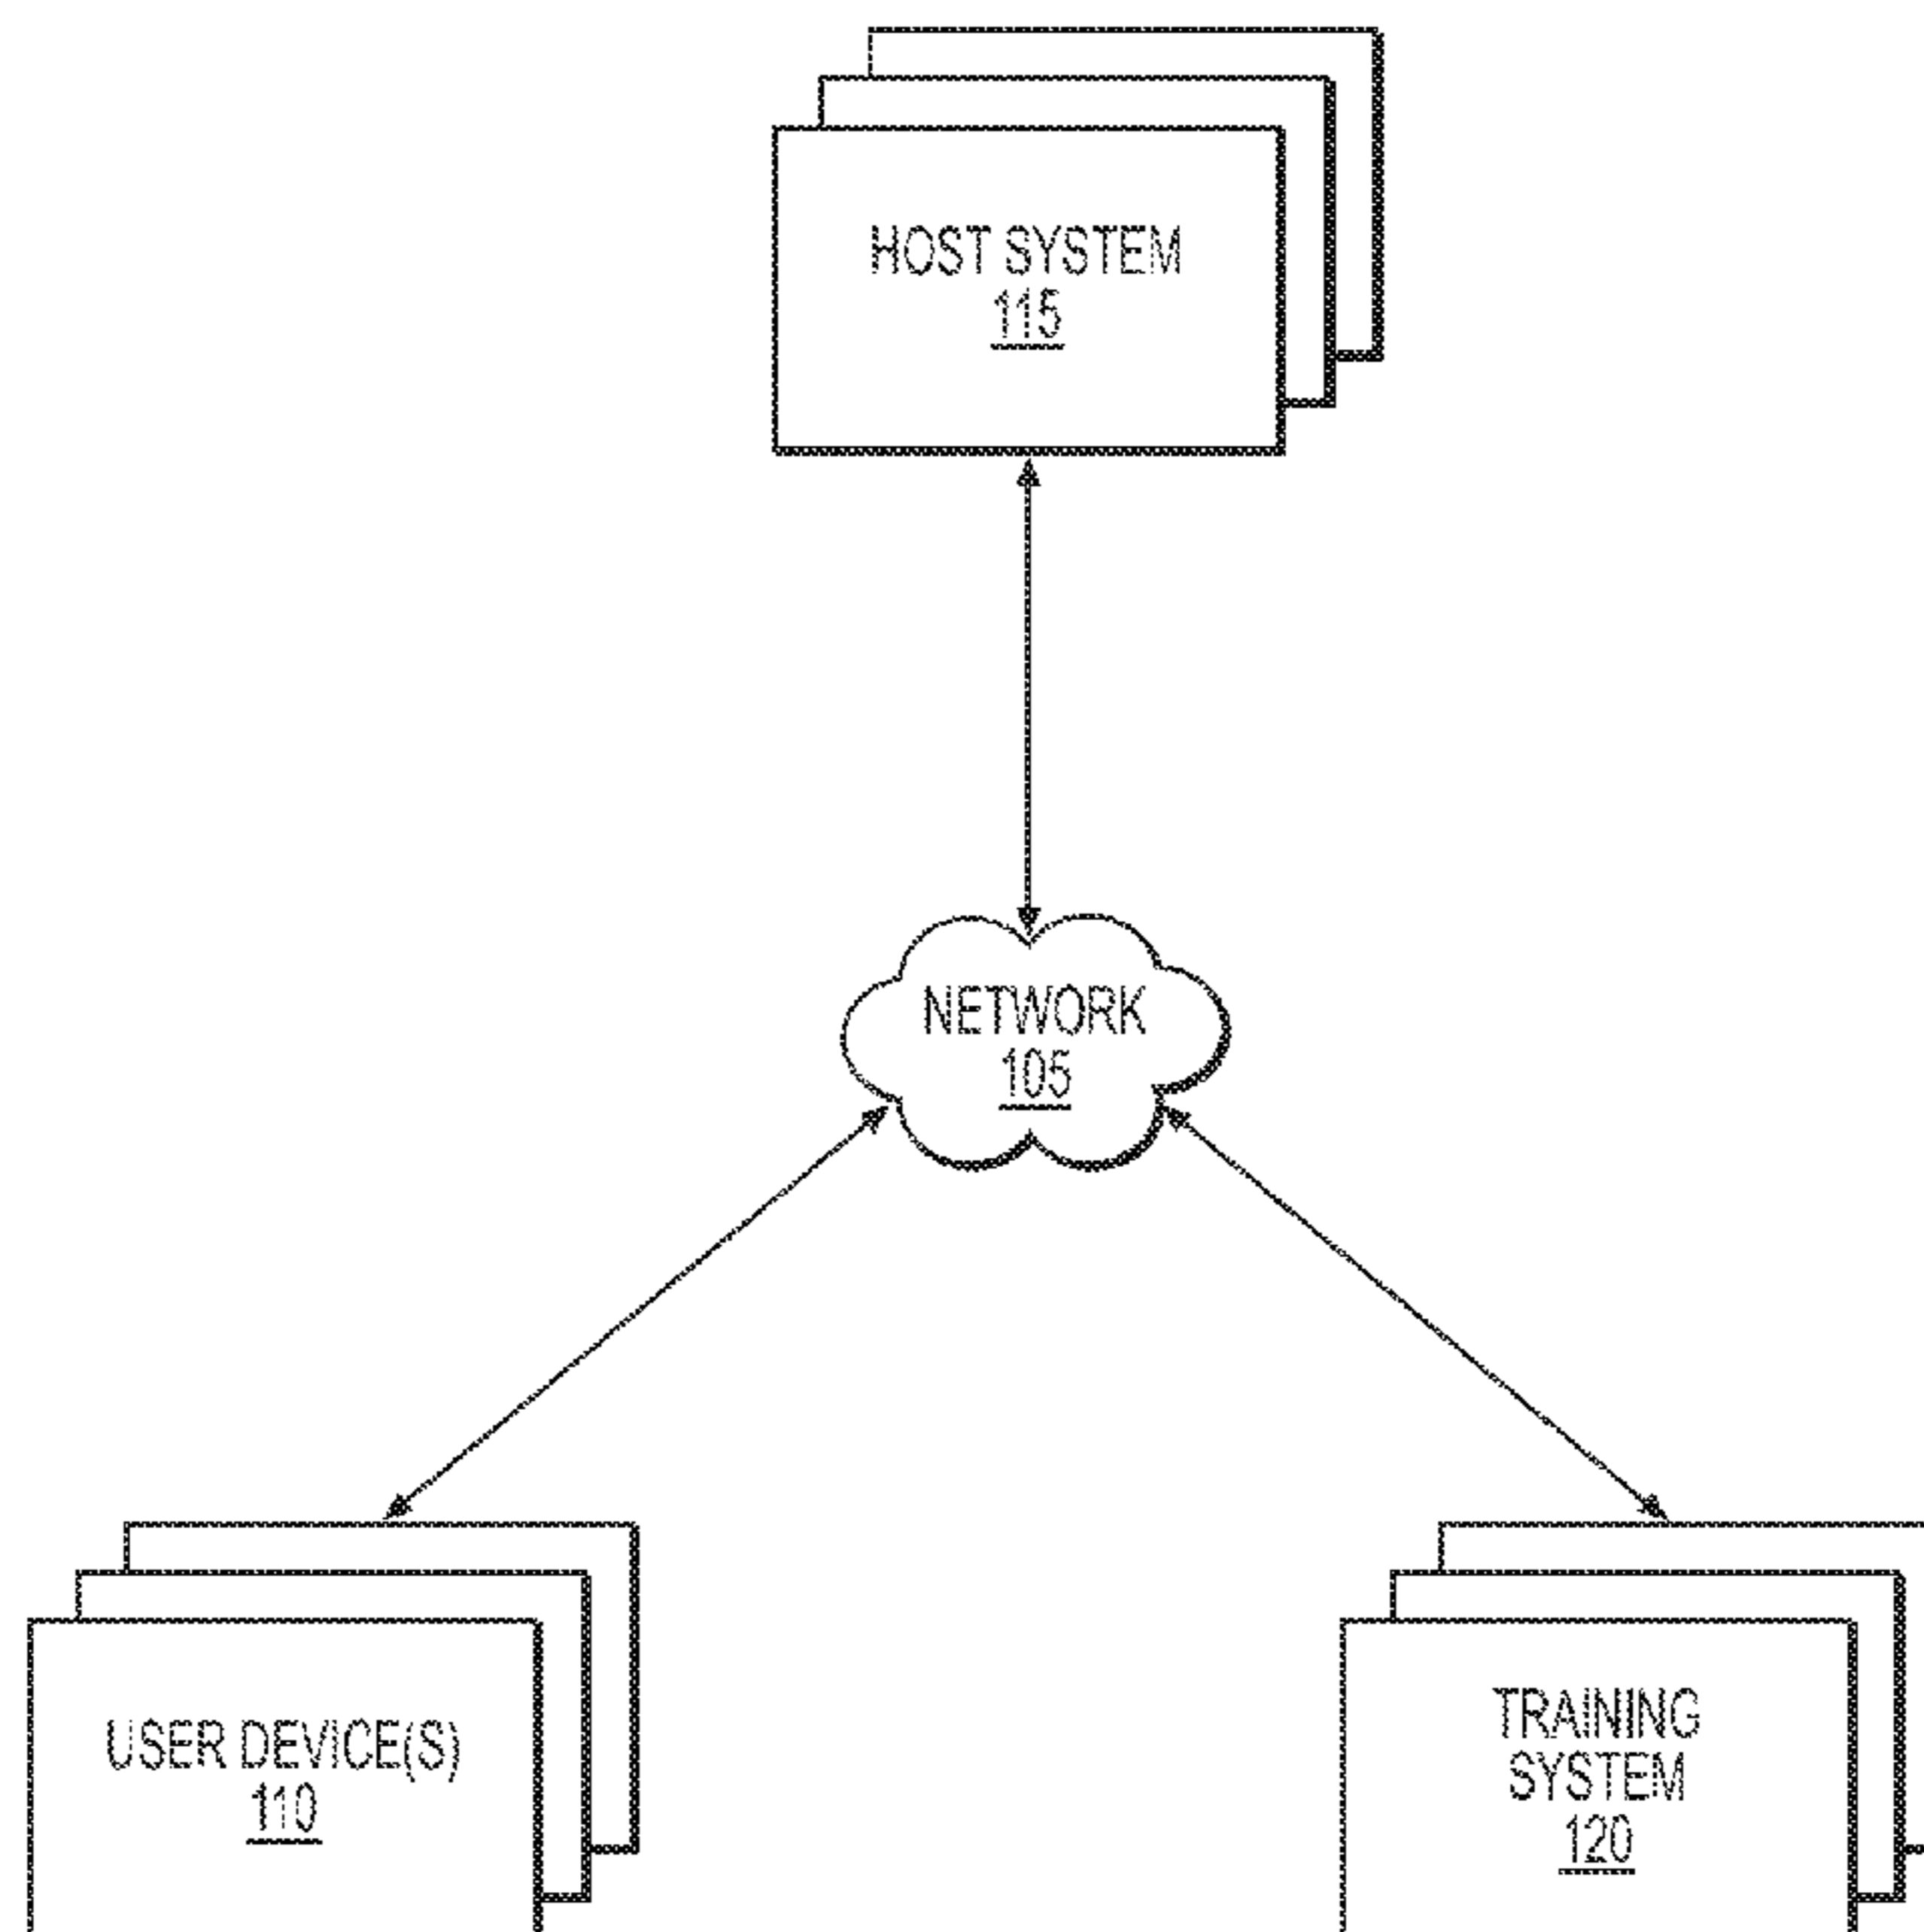 HOST SYSTEM
115
NETWORK
105
USER DEVICE(S)
110
TRAINING
SYSTEM
120